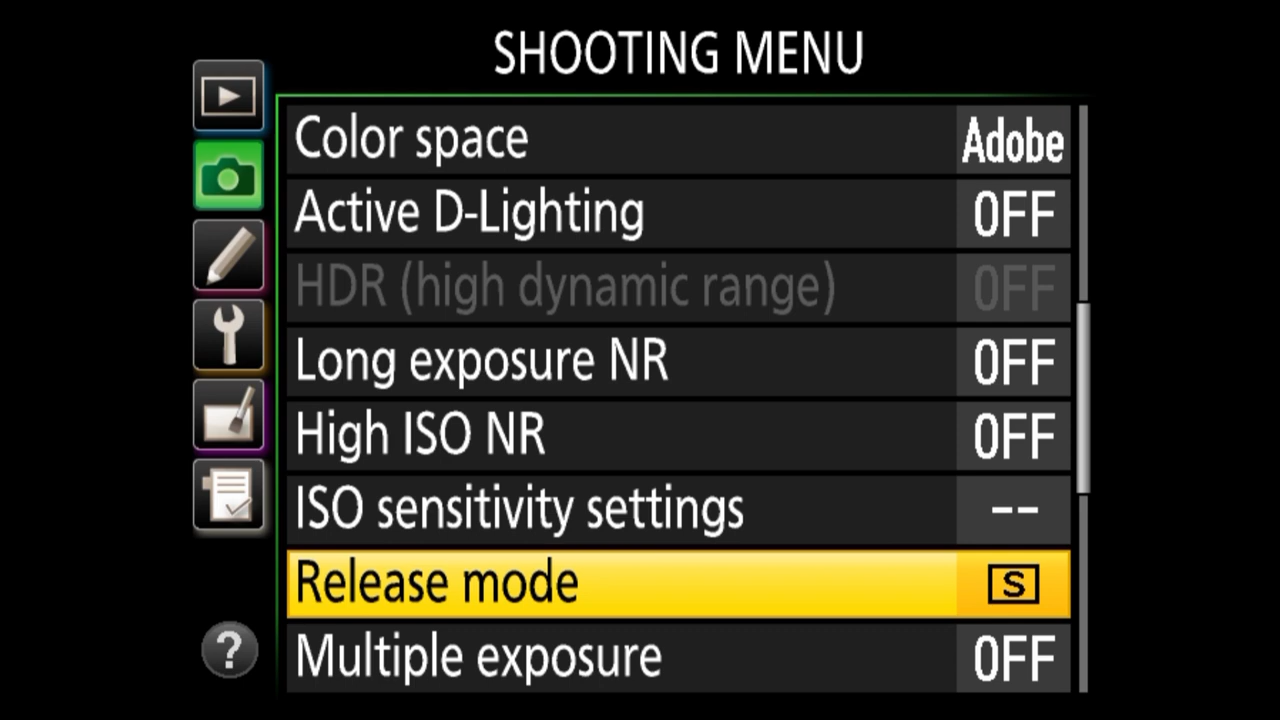 SHOOTING MENU
Color space Adobe
Active D-Lighting OFF
HDR (high dynamic range) OFF
Long exposure NR OFF
High ISO NR OFF
ISO sensitivity settings --
Release mode S
Multiple exposure OFF
?